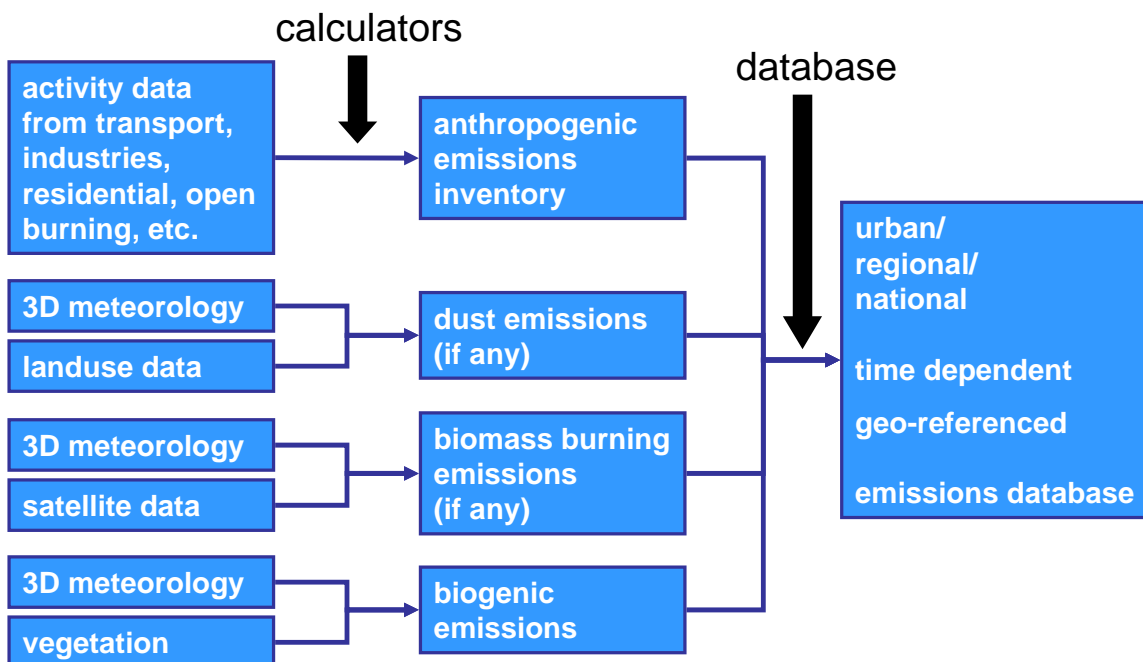 calculators
database
activity data
from transport,
industries,
residential, open
burning, etc.
anthropogenic
emissions
inventory
3D meteorology
landuse data
dust emissions
(if any)
3D meteorology
satellite data
biomass burning
emissions
(if any)
3D meteorology
vegetation
biogenic
emissions
urban/
regional/
national
time dependent
geo-referenced
emissions database